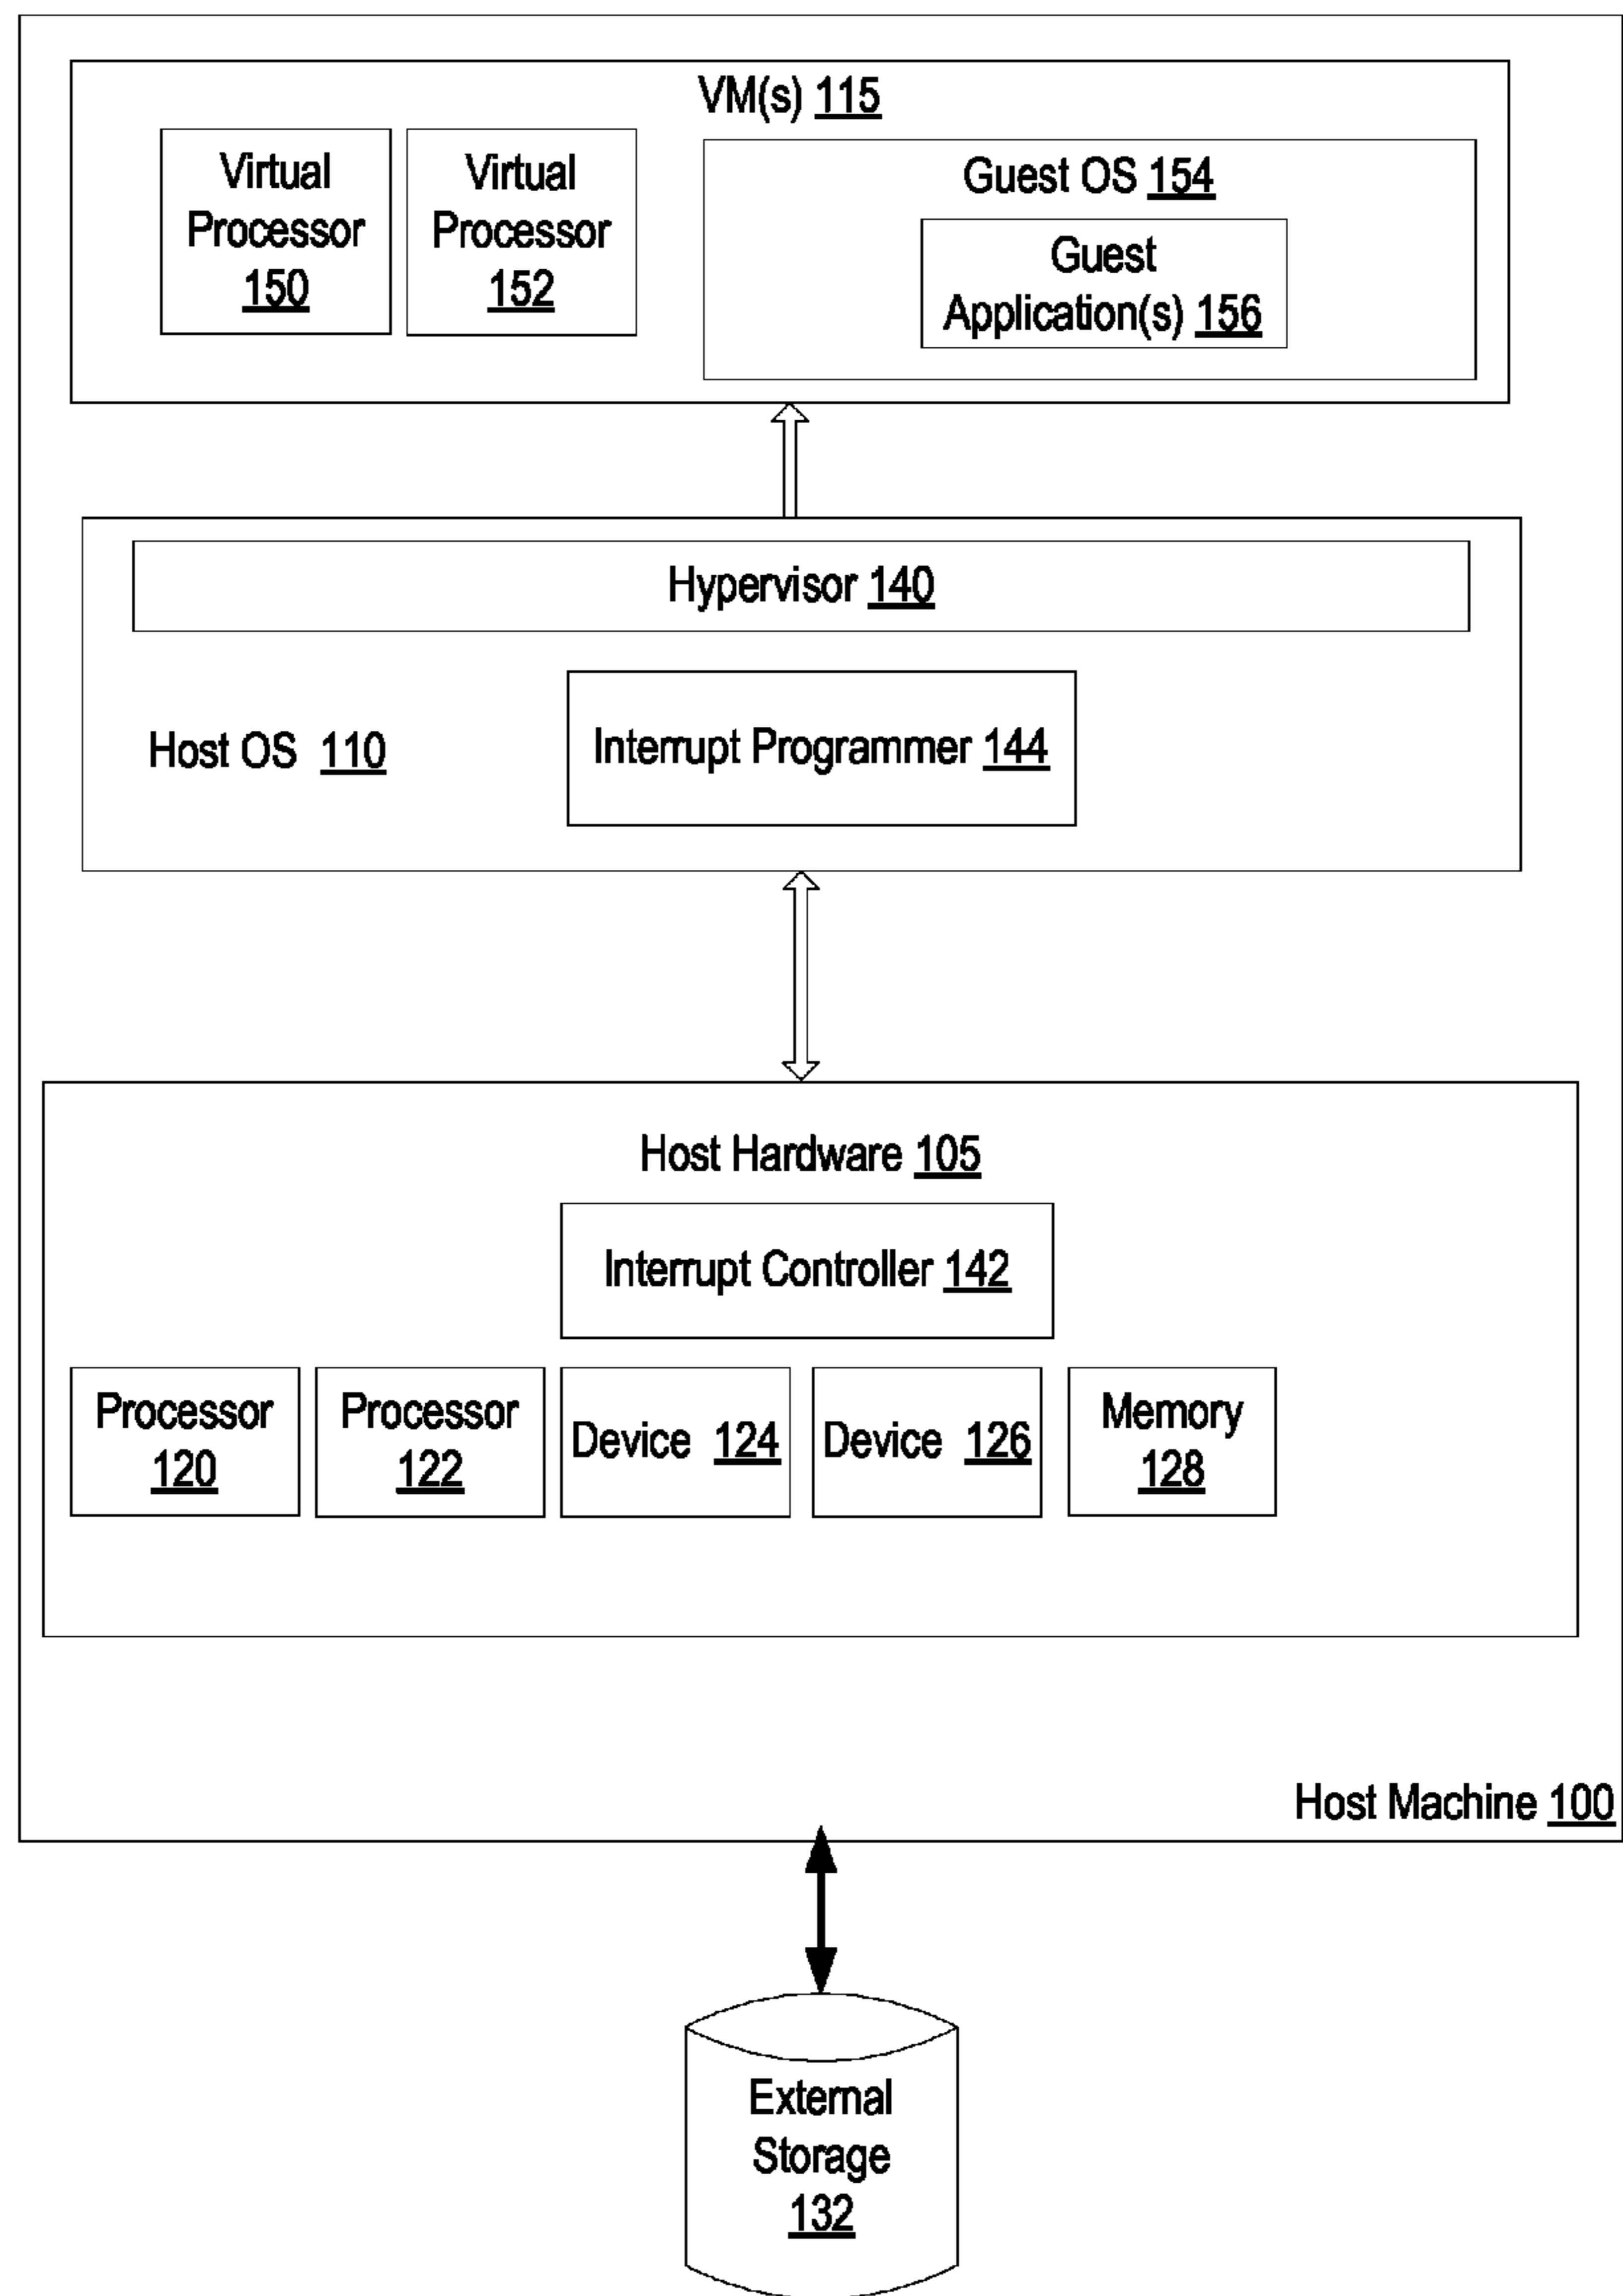 VM(s) 115
Virtual
Processor
150
Virtual
Processor
152
Guest OS 154
Guest
Application(s) 156
Hypervisor 140
Host OS 110
Interrupt Programmer 144
Host Hardware 105
Interrupt Controller 142
Processor
120
Processor
122
Device 124
Device 126
Memory
128
Host Machine 100
External
Storage
132